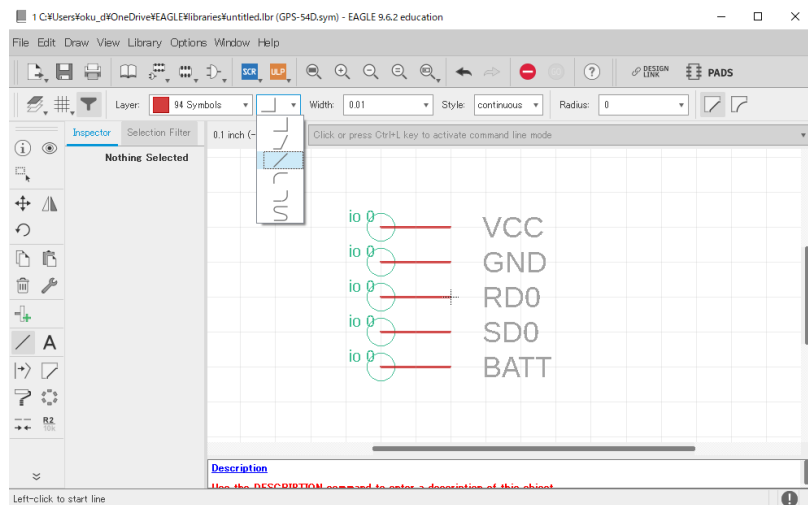 1 C:¥Users¥oku_d¥OneDrive¥EAGLE¥libraries¥untitled.lbr (GPS-54D.sym) - EAGLE 9.6.2 education
File Edit Draw View Library Options Window Help
SCR ULP DESIGN LINK PADS
Layer: 94 Symbols Width: 0.01 Style: continuous Radius: 0
Inspector Selection Filter 0.1 inch (- Click or press Ctrl+L key to activate command line mode
Nothing Selected
io 0 VCC
io 0 GND
io 0 RD0
io 0 SD0
io 0 BATT
A
R2
10k
Description
Use the DESCRIPTION command to enter a description of this object.
Left-click to start line